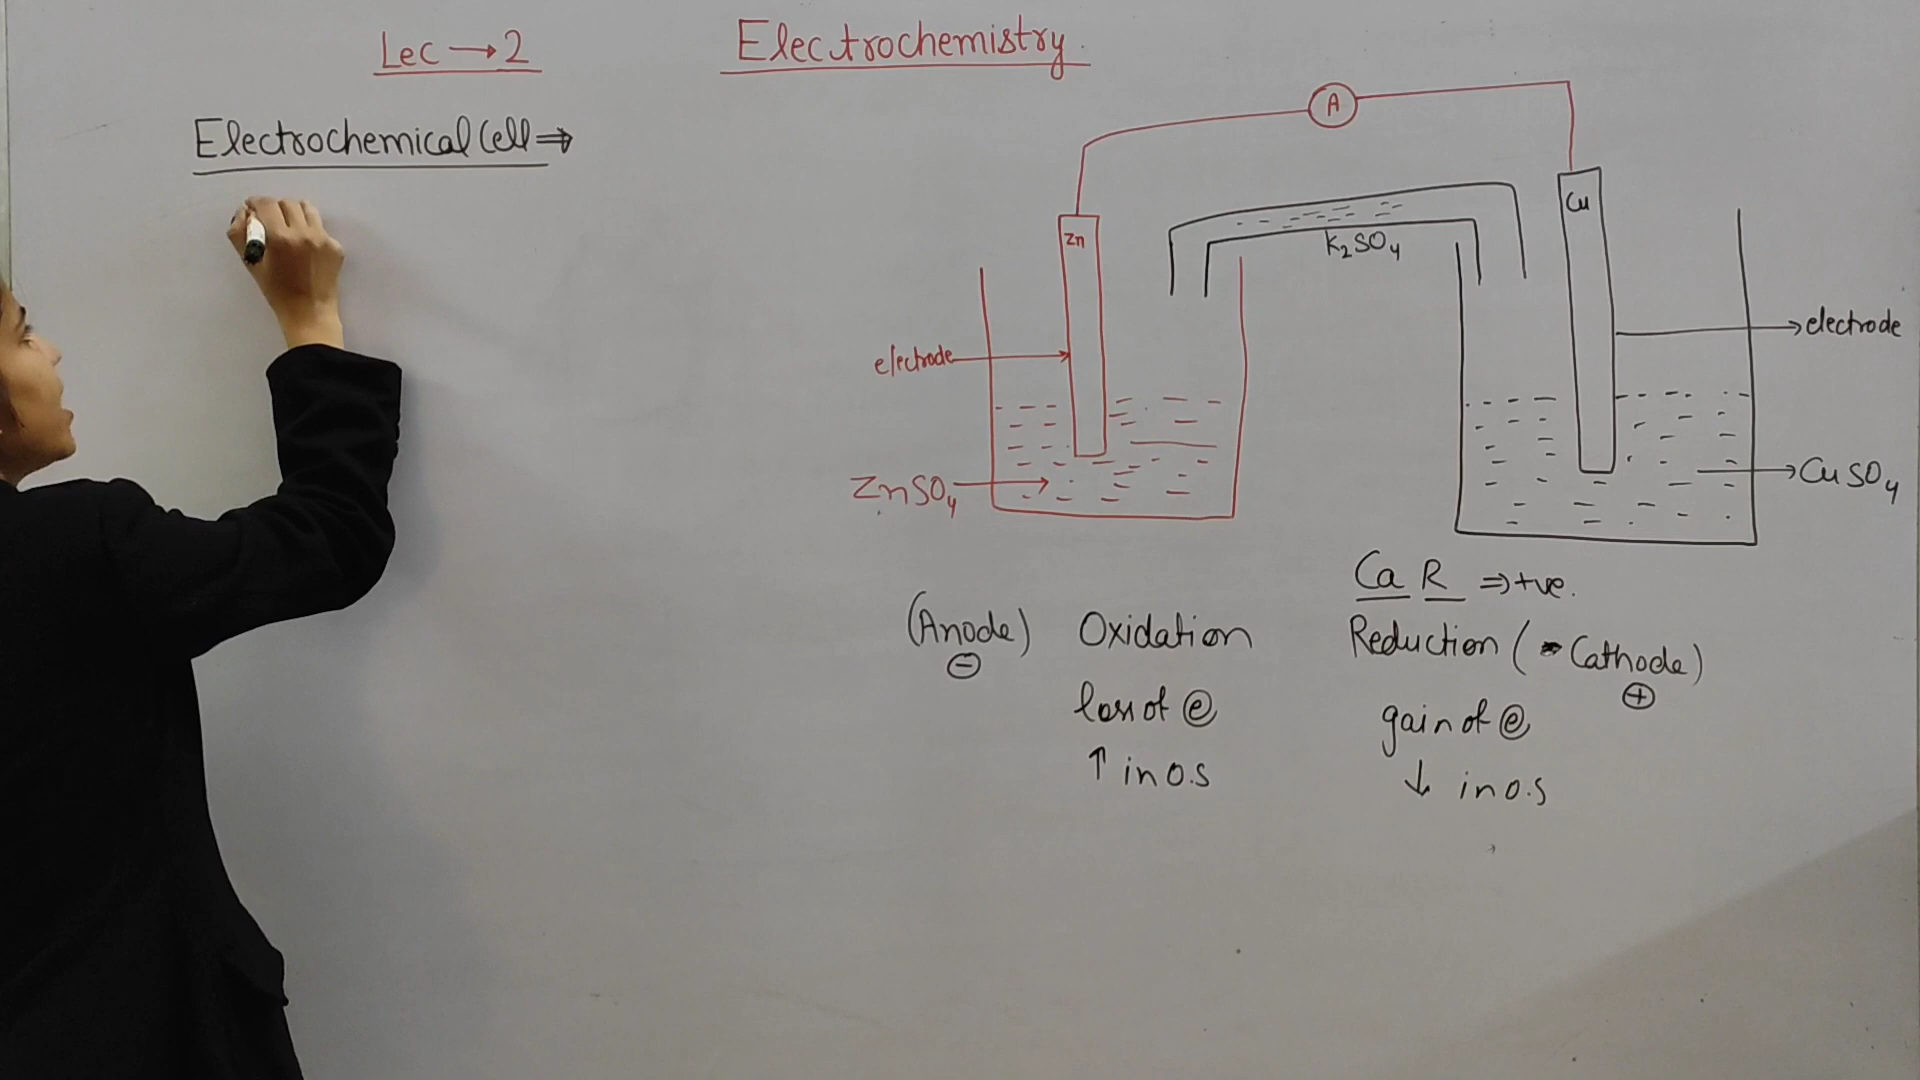 Lec → 2
Electrochemistry.
Electrochemical Cell ⇒
A
Zn
K₂SO₄
Cu
electrode
→ electrode
ZnSO₄
→ CuSO₄
Ca R ⇒ +ve.
(Anode) Oxidation
⊖
Reduction (Cathode)
⊕
loss of e
gain of e
↑ in o.s
↓ in o.s